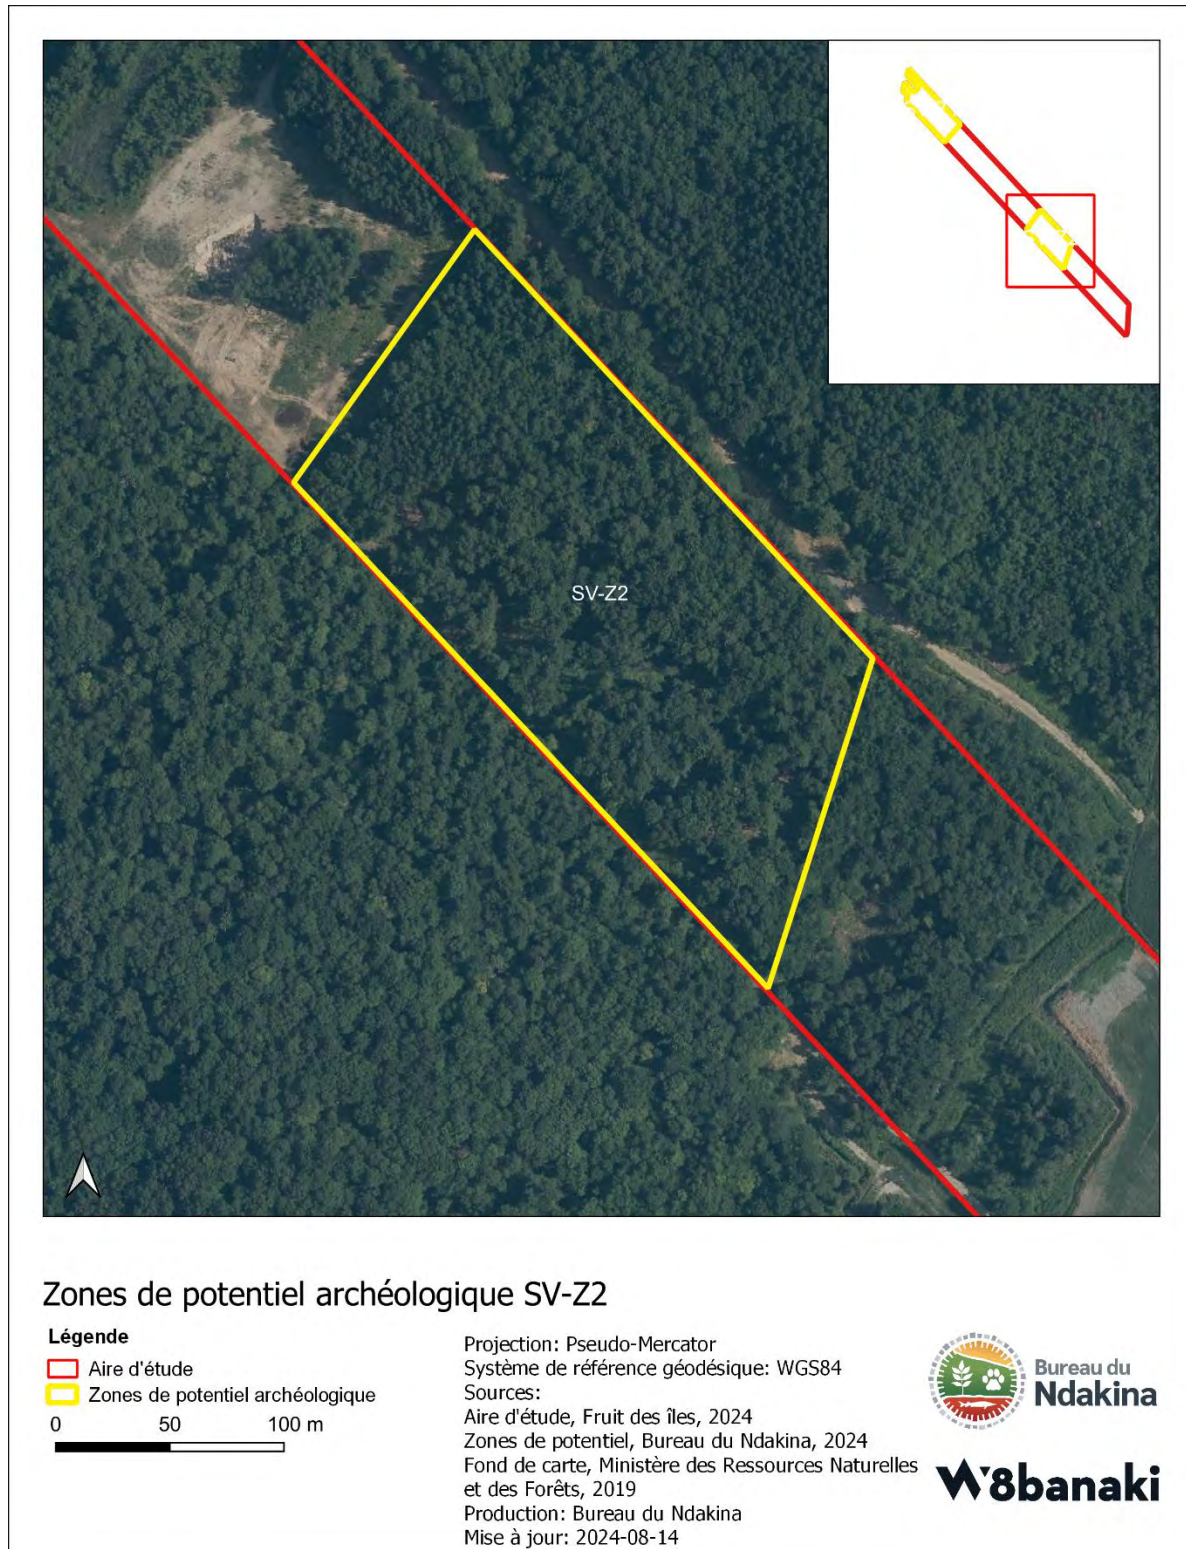 SV-Z2
Zones de potentiel archéologique SV-Z2
Légende
Aire d'étude
Zones de potentiel archéologique
0 50 100 m
Projection: Pseudo-Mercator
Système de référence géodésique: WGS84
Sources:
Aire d'étude, Fruit des îles, 2024
Zones de potentiel, Bureau du Ndakina, 2024
Fond de carte, Ministère des Ressources Naturelles
et des Forêts, 2019
Production: Bureau du Ndakina
Mise à jour: 2024-08-14
Bureau du
Ndakina
W8banaki